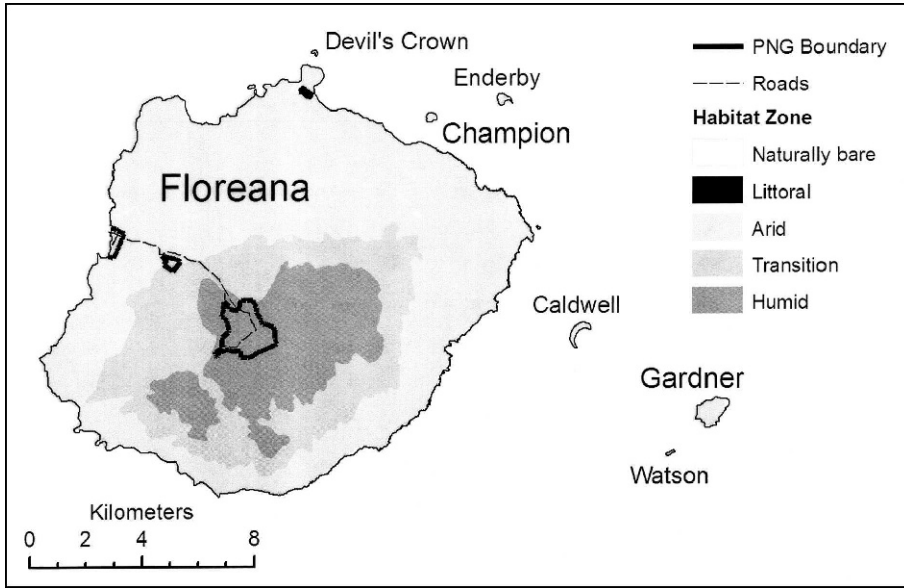 Devil's Crown
Enderby
Champion
Floreana
Caldwell
Gardner
Watson
Kilometers
0 2 4 8
PNG Boundary
Roads
Habitat Zone
Naturally bare
Littoral
Arid
Transition
Humid